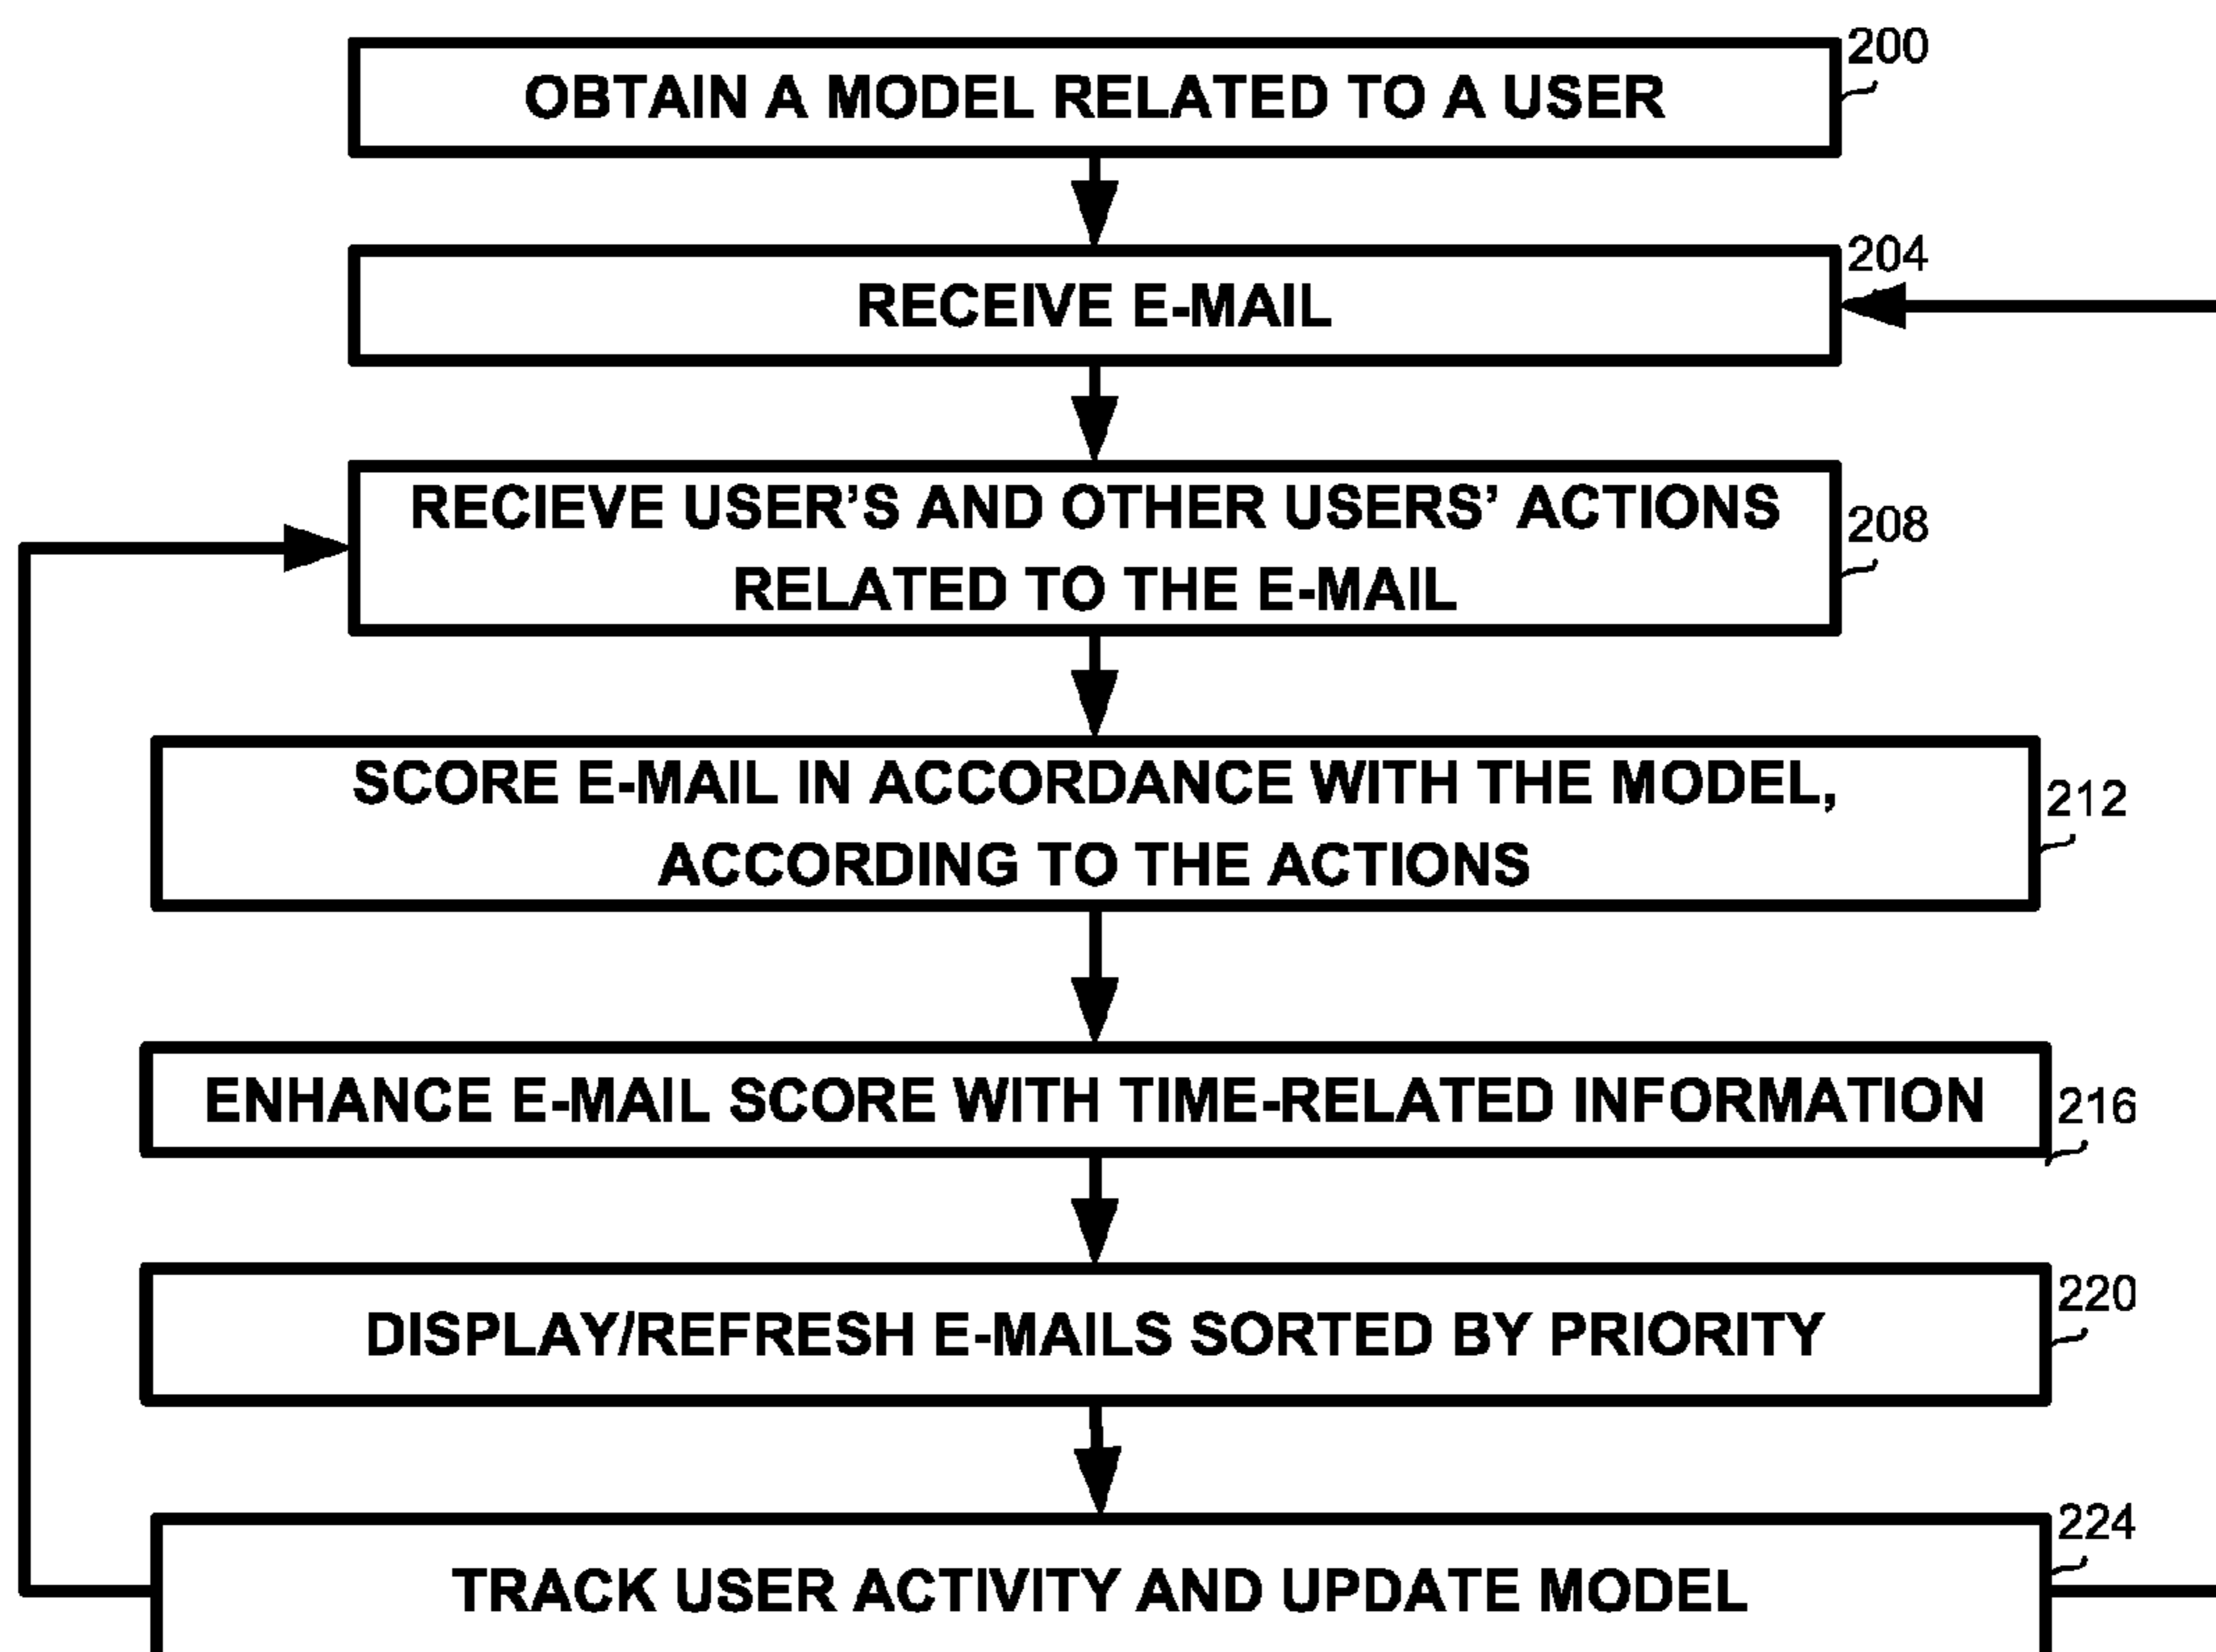 200
OBTAIN A MODEL RELATED TO A USER
204
RECEIVE E-MAIL
RECIEVE USER’S AND OTHER USERS’ ACTIONS
RELATED TO THE E-MAIL
208
SCORE E-MAIL IN ACCORDANCE WITH THE MODEL,
ACCORDING TO THE ACTIONS
212
ENHANCE E-MAIL SCORE WITH TIME-RELATED INFORMATION
216
DISPLAY/REFRESH E-MAILS SORTED BY PRIORITY
220
224
TRACK USER ACTIVITY AND UPDATE MODEL